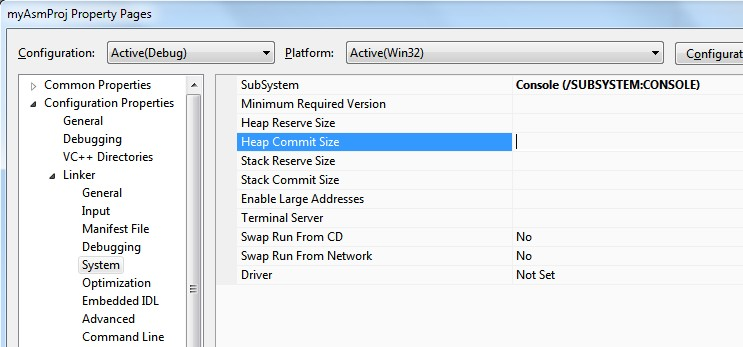 myAsmProj Property Pages
Configuration: Active(Debug) Platform: Active(Win32) Configurat
Common Properties
Configuration Properties
General
Debugging
VC++ Directories
Linker
General
Input
Manifest File
Debugging
System
Optimization
Embedded IDL
Advanced
Command Line
SubSystem Console (/SUBSYSTEM:CONSOLE)
Minimum Required Version
Heap Reserve Size
Heap Commit Size
Stack Reserve Size
Stack Commit Size
Enable Large Addresses
Terminal Server
Swap Run From CD No
Swap Run From Network No
Driver Not Set